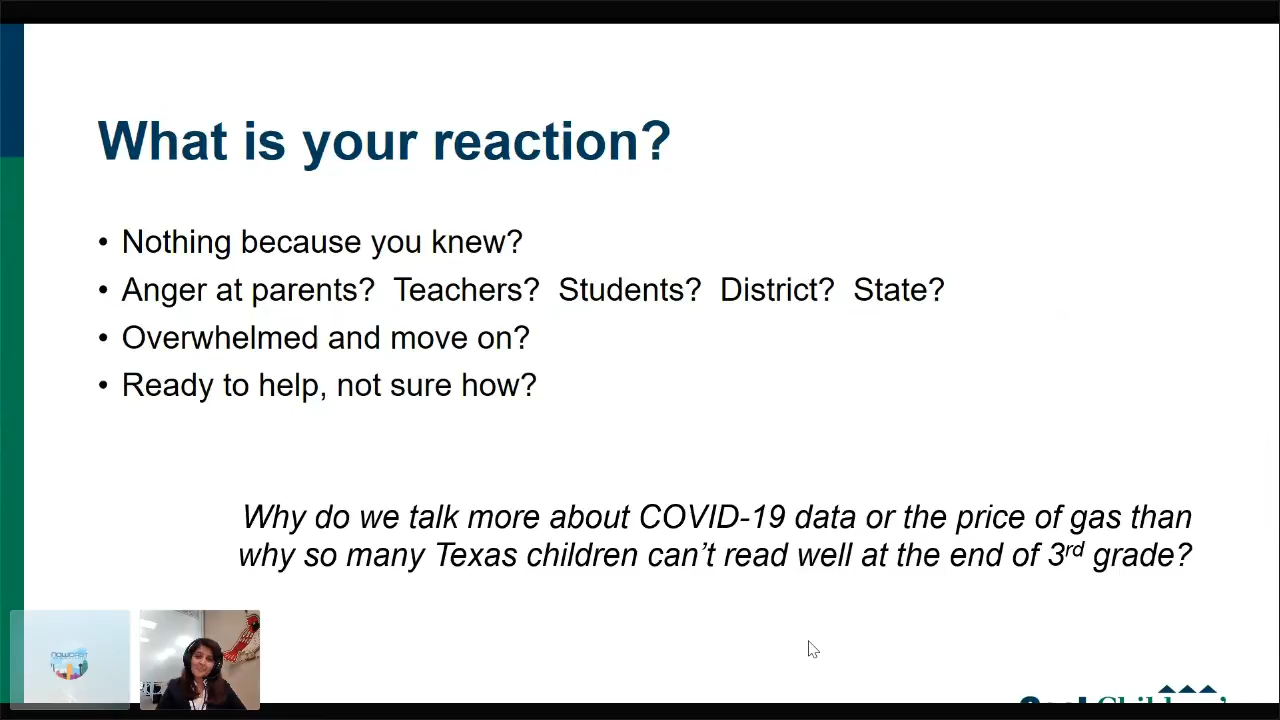 What is your reaction?
• Nothing because you knew?
• Anger at parents? Teachers? Students? District? State?
• Overwhelmed and move on?
• Ready to help, not sure how?
Why do we talk more about COVID-19 data or the price of gas than
why so many Texas children can’t read well at the end of 3rd grade?
NOWCAST